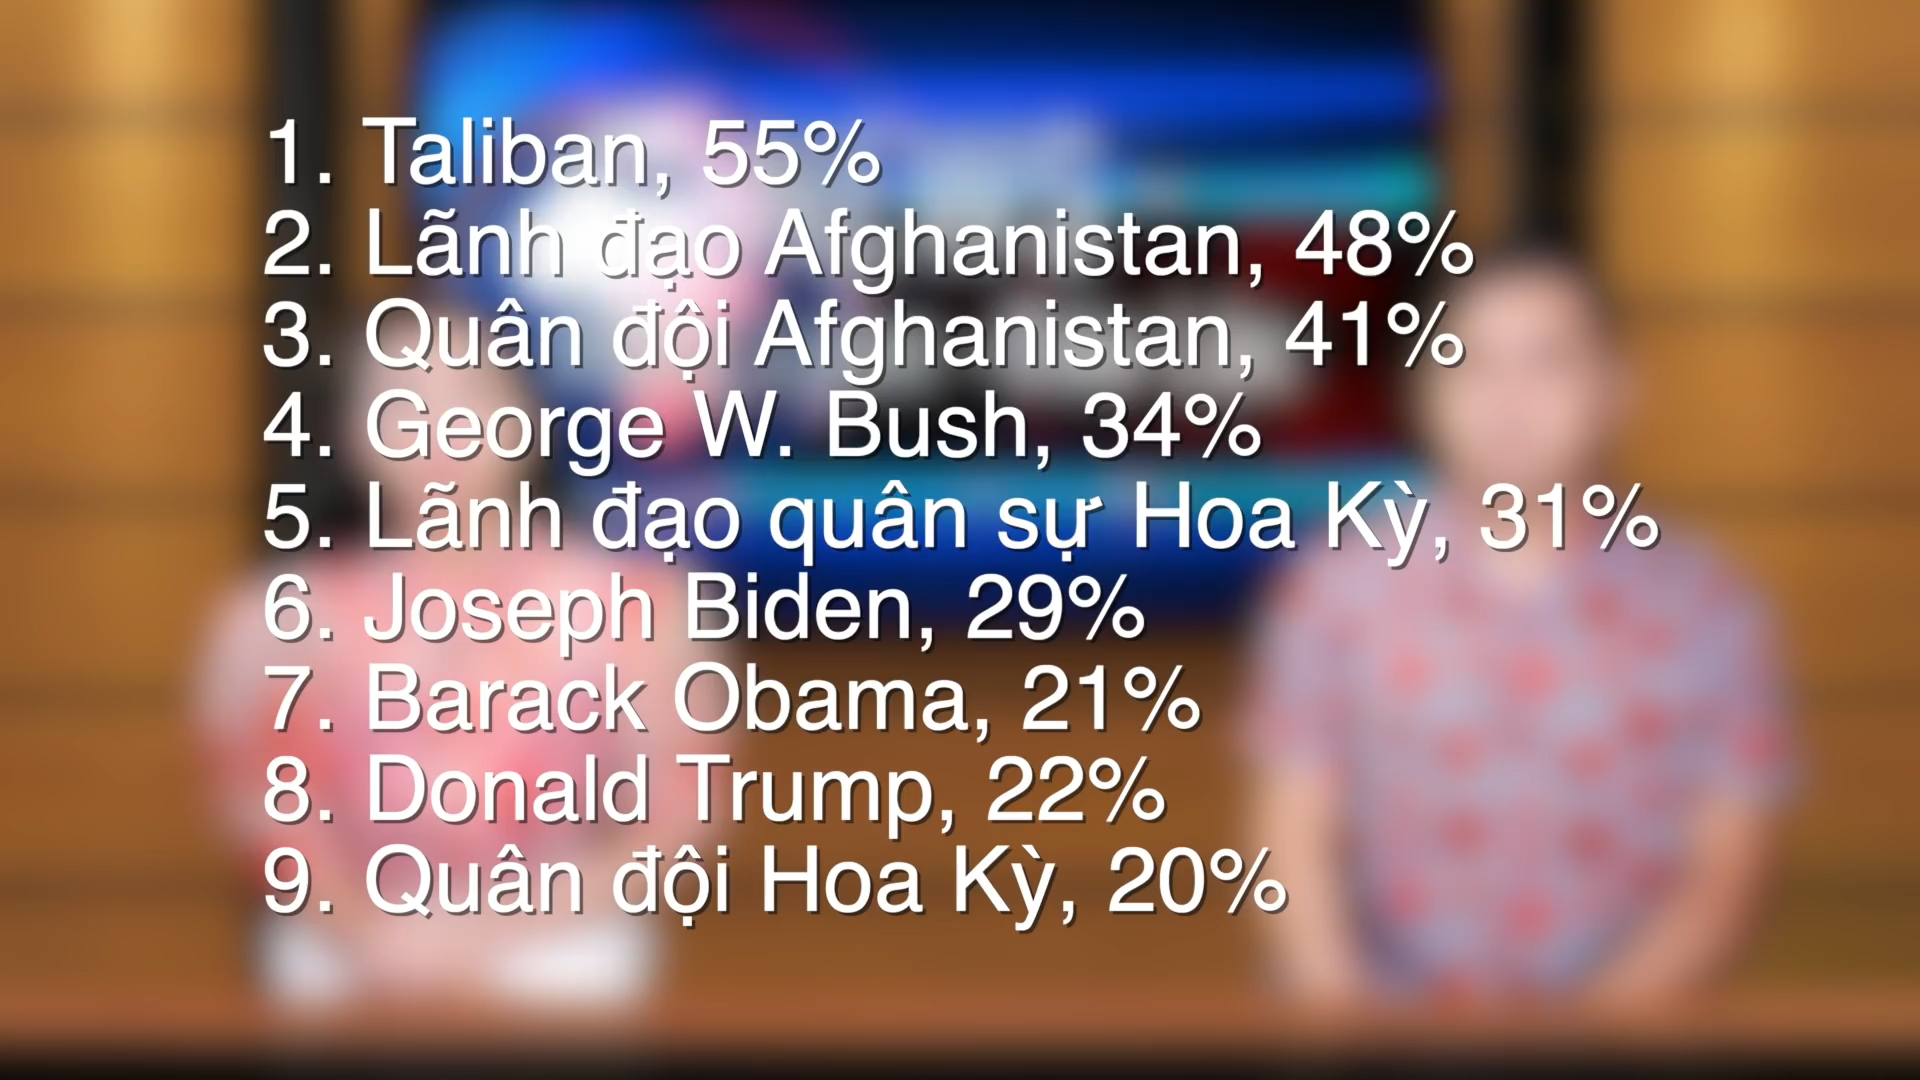 1. Taliban, 55%
2. Lãnh đạo Afghanistan, 48%
3. Quân đội Afghanistan, 41%
4. George W. Bush, 34%
5. Lãnh đạo quân sự Hoa Kỳ, 31%
6. Joseph Biden, 29%
7. Barack Obama, 21%
8. Donald Trump, 22%
9. Quân đội Hoa Kỳ, 20%